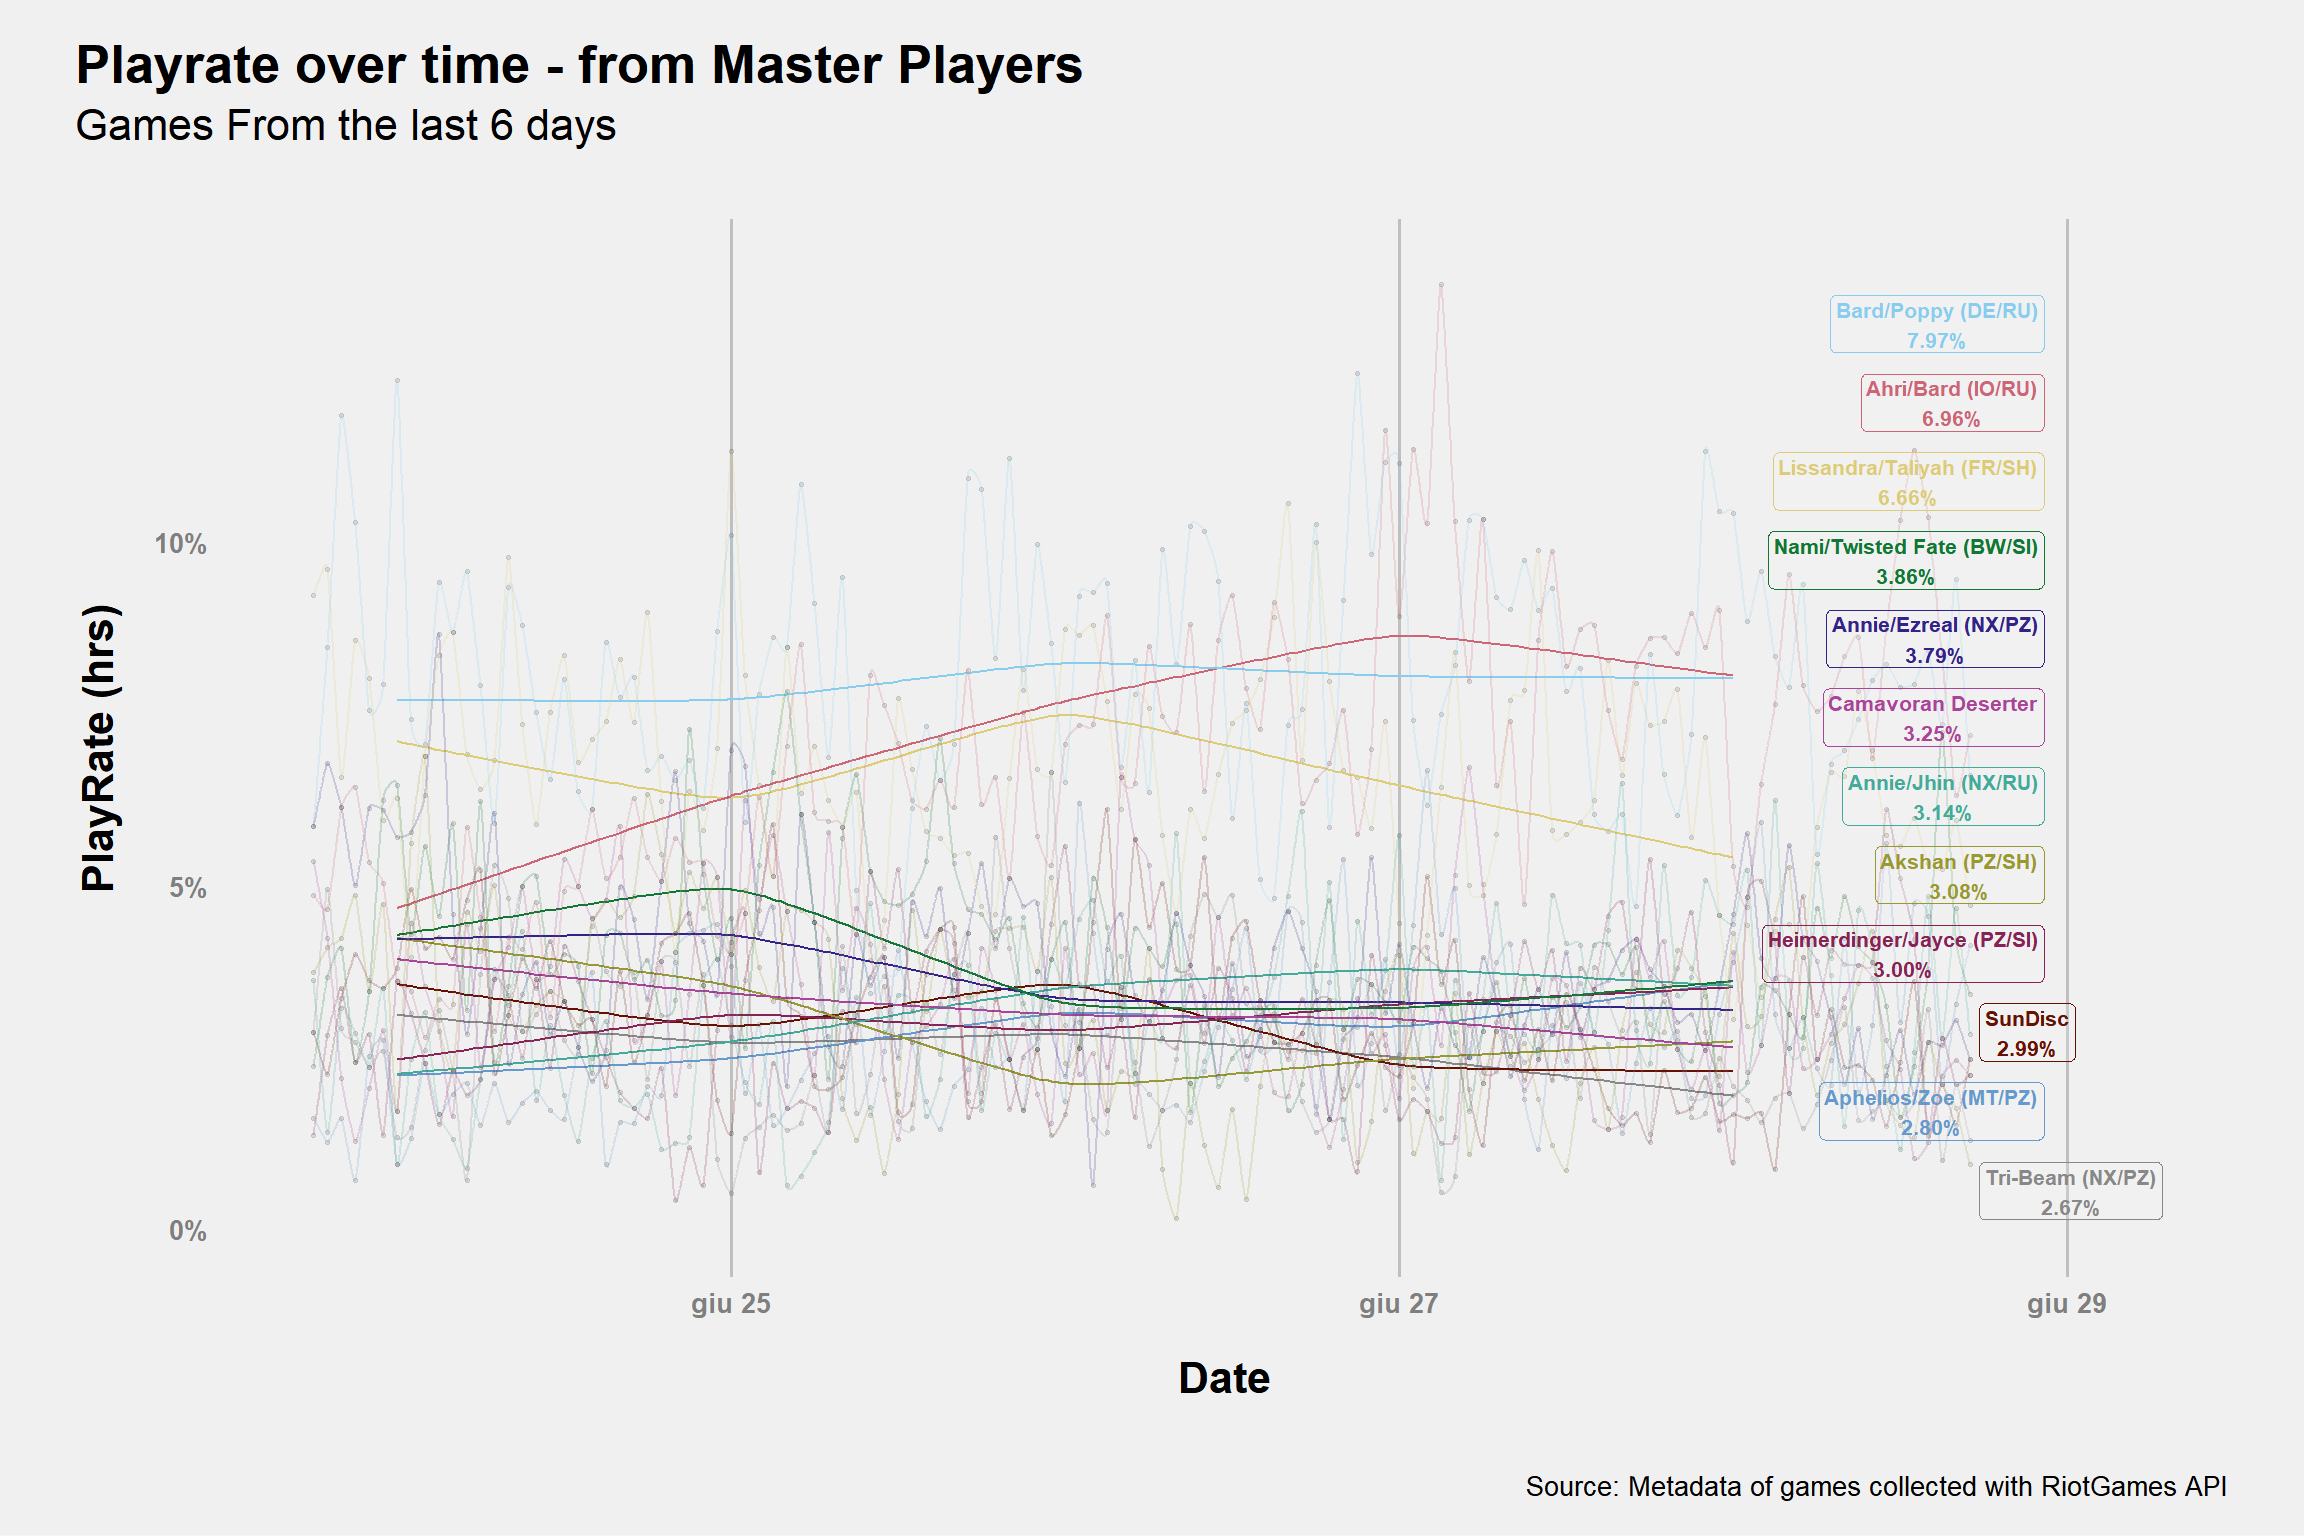 Playrate over time - from Master Players
Games From the last 6 days
PlayRate (hrs)
10%
5%
0%
Bard/Poppy (DE/RU)
7.97%
Ahri/Bard (IO/RU)
6.96%
Lissandra/Taliyah (FR/SH)
6.66%
Nami/Twisted Fate (BW/SI)
3.86%
Annie/Ezreal (NX/PZ)
3.79%
Camavoran Deserter
3.25%
Annie/Jhin (NX/RU)
3.14%
Akshan (PZ/SH)
3.08%
Heimerdinger/Jayce (PZ/SI)
3.00%
SunDisc
2.99%
Aphelios/Zoe (MT/PZ)
2.80%
Tri-Beam (NX/PZ)
2.67%
giu 25
giu 27
giu 29
Date
Source: Metadata of games collected with RiotGames API